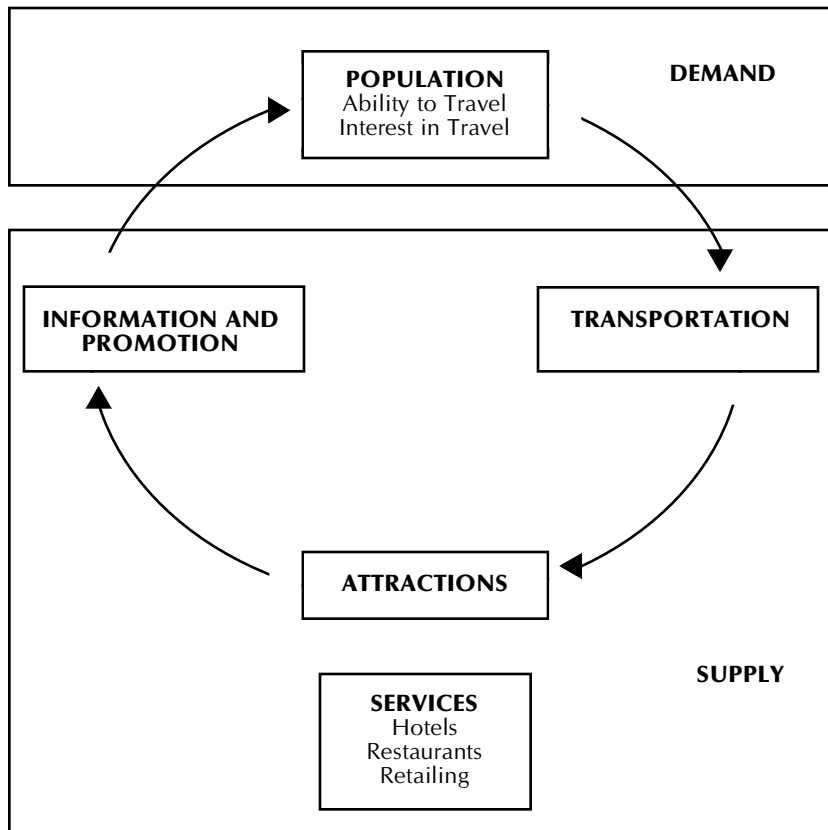 POPULATION
Ability to Travel
Interest in Travel
DEMAND
INFORMATION AND
PROMOTION
TRANSPORTATION
ATTRACTIONS
SERVICES
Hotels
Restaurants
Retailing
SUPPLY